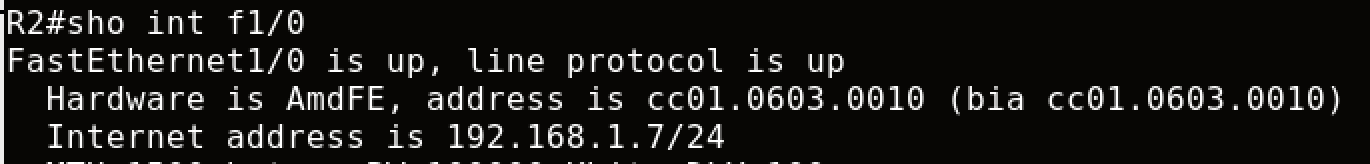 R2#sho int f1/0
FastEthernet1/0 is up, line protocol is up
Hardware is AmdFE, address is cc01.0603.0010 (bia cc01.0603.0010)
Internet address is 192.168.1.7/24